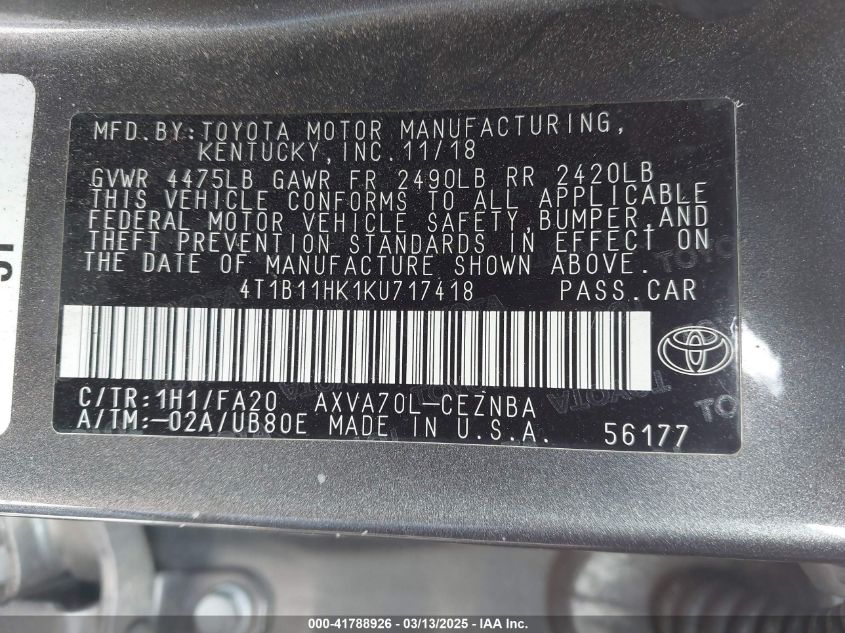 MFD.BY:TOYOTA MOTOR MANUFACTURING,
KENTUCKY,INC.11/18
GVWR 4475LB GAWR FR 2490LB RR 2420LB
THIS VEHICLE CONFORMS TO ALL APPLICABLE
FEDERAL MOTOR VEHICLE SAFETY,BUMPER,AND
THEFT PREVENTION STANDARDS IN EFFECT ON
THE DATE OF MANUFACTURE SHOWN ABOVE.
4T1B11HK1KU717418 PASS.CAR
C/TR:1H1/FA20 AXVA70L-CEZNBA
A/TM:-02A/UB80E MADE IN U.S.A. 56177
000-41788926 / 03/13/2025 - IAAI.com